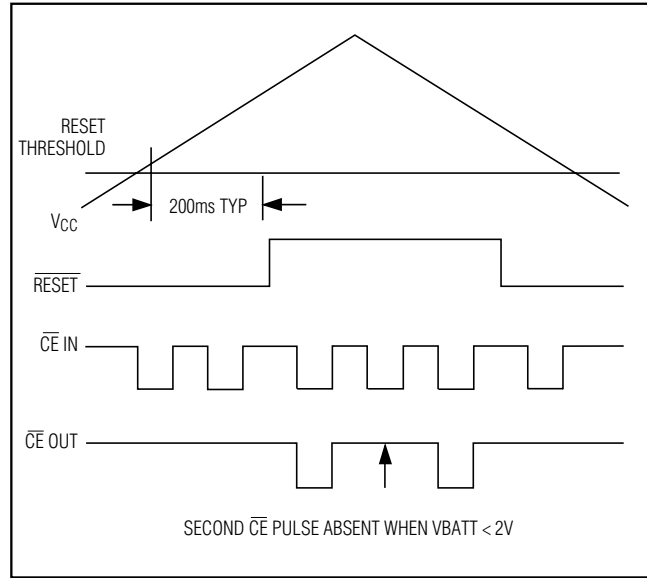 RESET
THRESHOLD
VCC
200ms TYP
RESET
CE IN
CE OUT
SECOND CE PULSE ABSENT WHEN VBATT < 2V